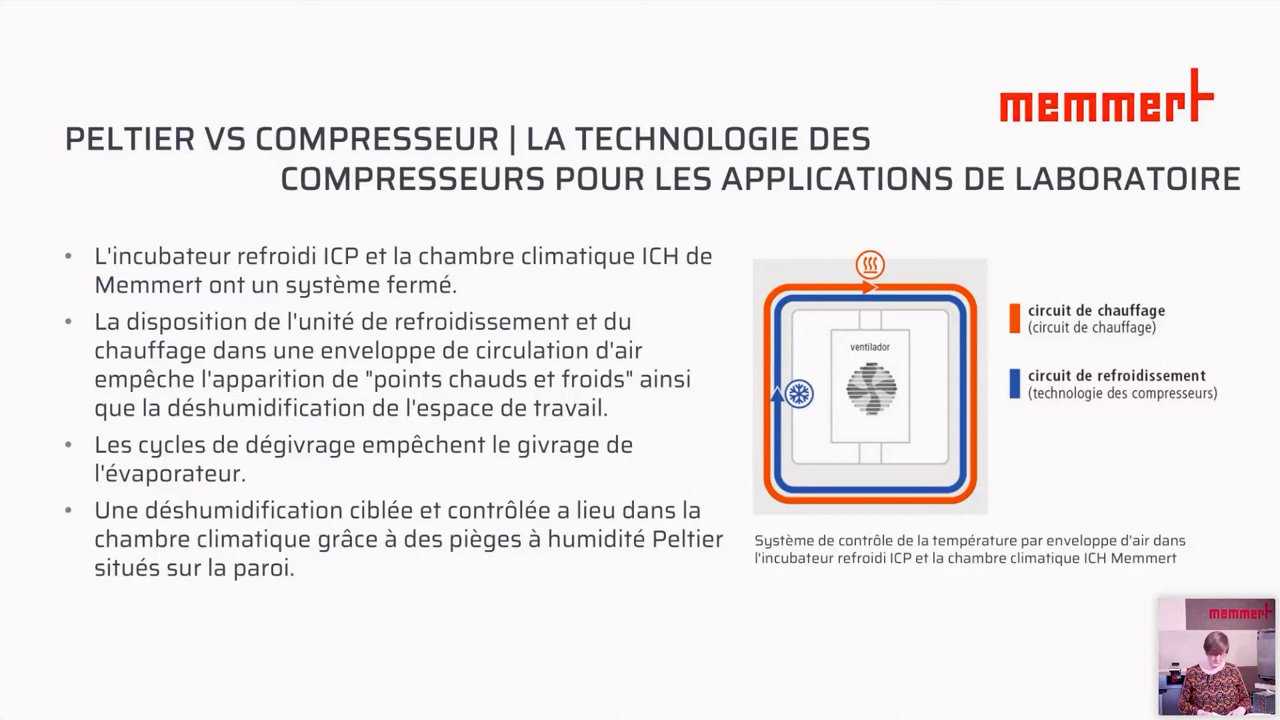 memmert
PELTIER VS COMPRESSEUR | LA TECHNOLOGIE DES
COMPRESSEURS POUR LES APPLICATIONS DE LABORATOIRE
• L'incubateur refroidi ICP et la chambre climatique ICH de
Memmert ont un système fermé.
• La disposition de l'unité de refroidissement et du
chauffage dans une enveloppe de circulation d'air
empêche l'apparition de "points chauds et froids" ainsi
que la déshumidification de l'espace de travail.
• Les cycles de dégivrage empêchent le givrage de
l'évaporateur.
• Une déshumidification ciblée et contrôlée a lieu dans la
chambre climatique grâce à des pièges à humidité Peltier
situés sur la paroi.
ventilador
circuit de chauffage
(circuit de chauffage)
circuit de refroidissement
(technologie des compresseurs)
Système de contrôle de la température par enveloppe d'air dans
l'incubateur refroidi ICP et la chambre climatique ICH Memmert
memmert